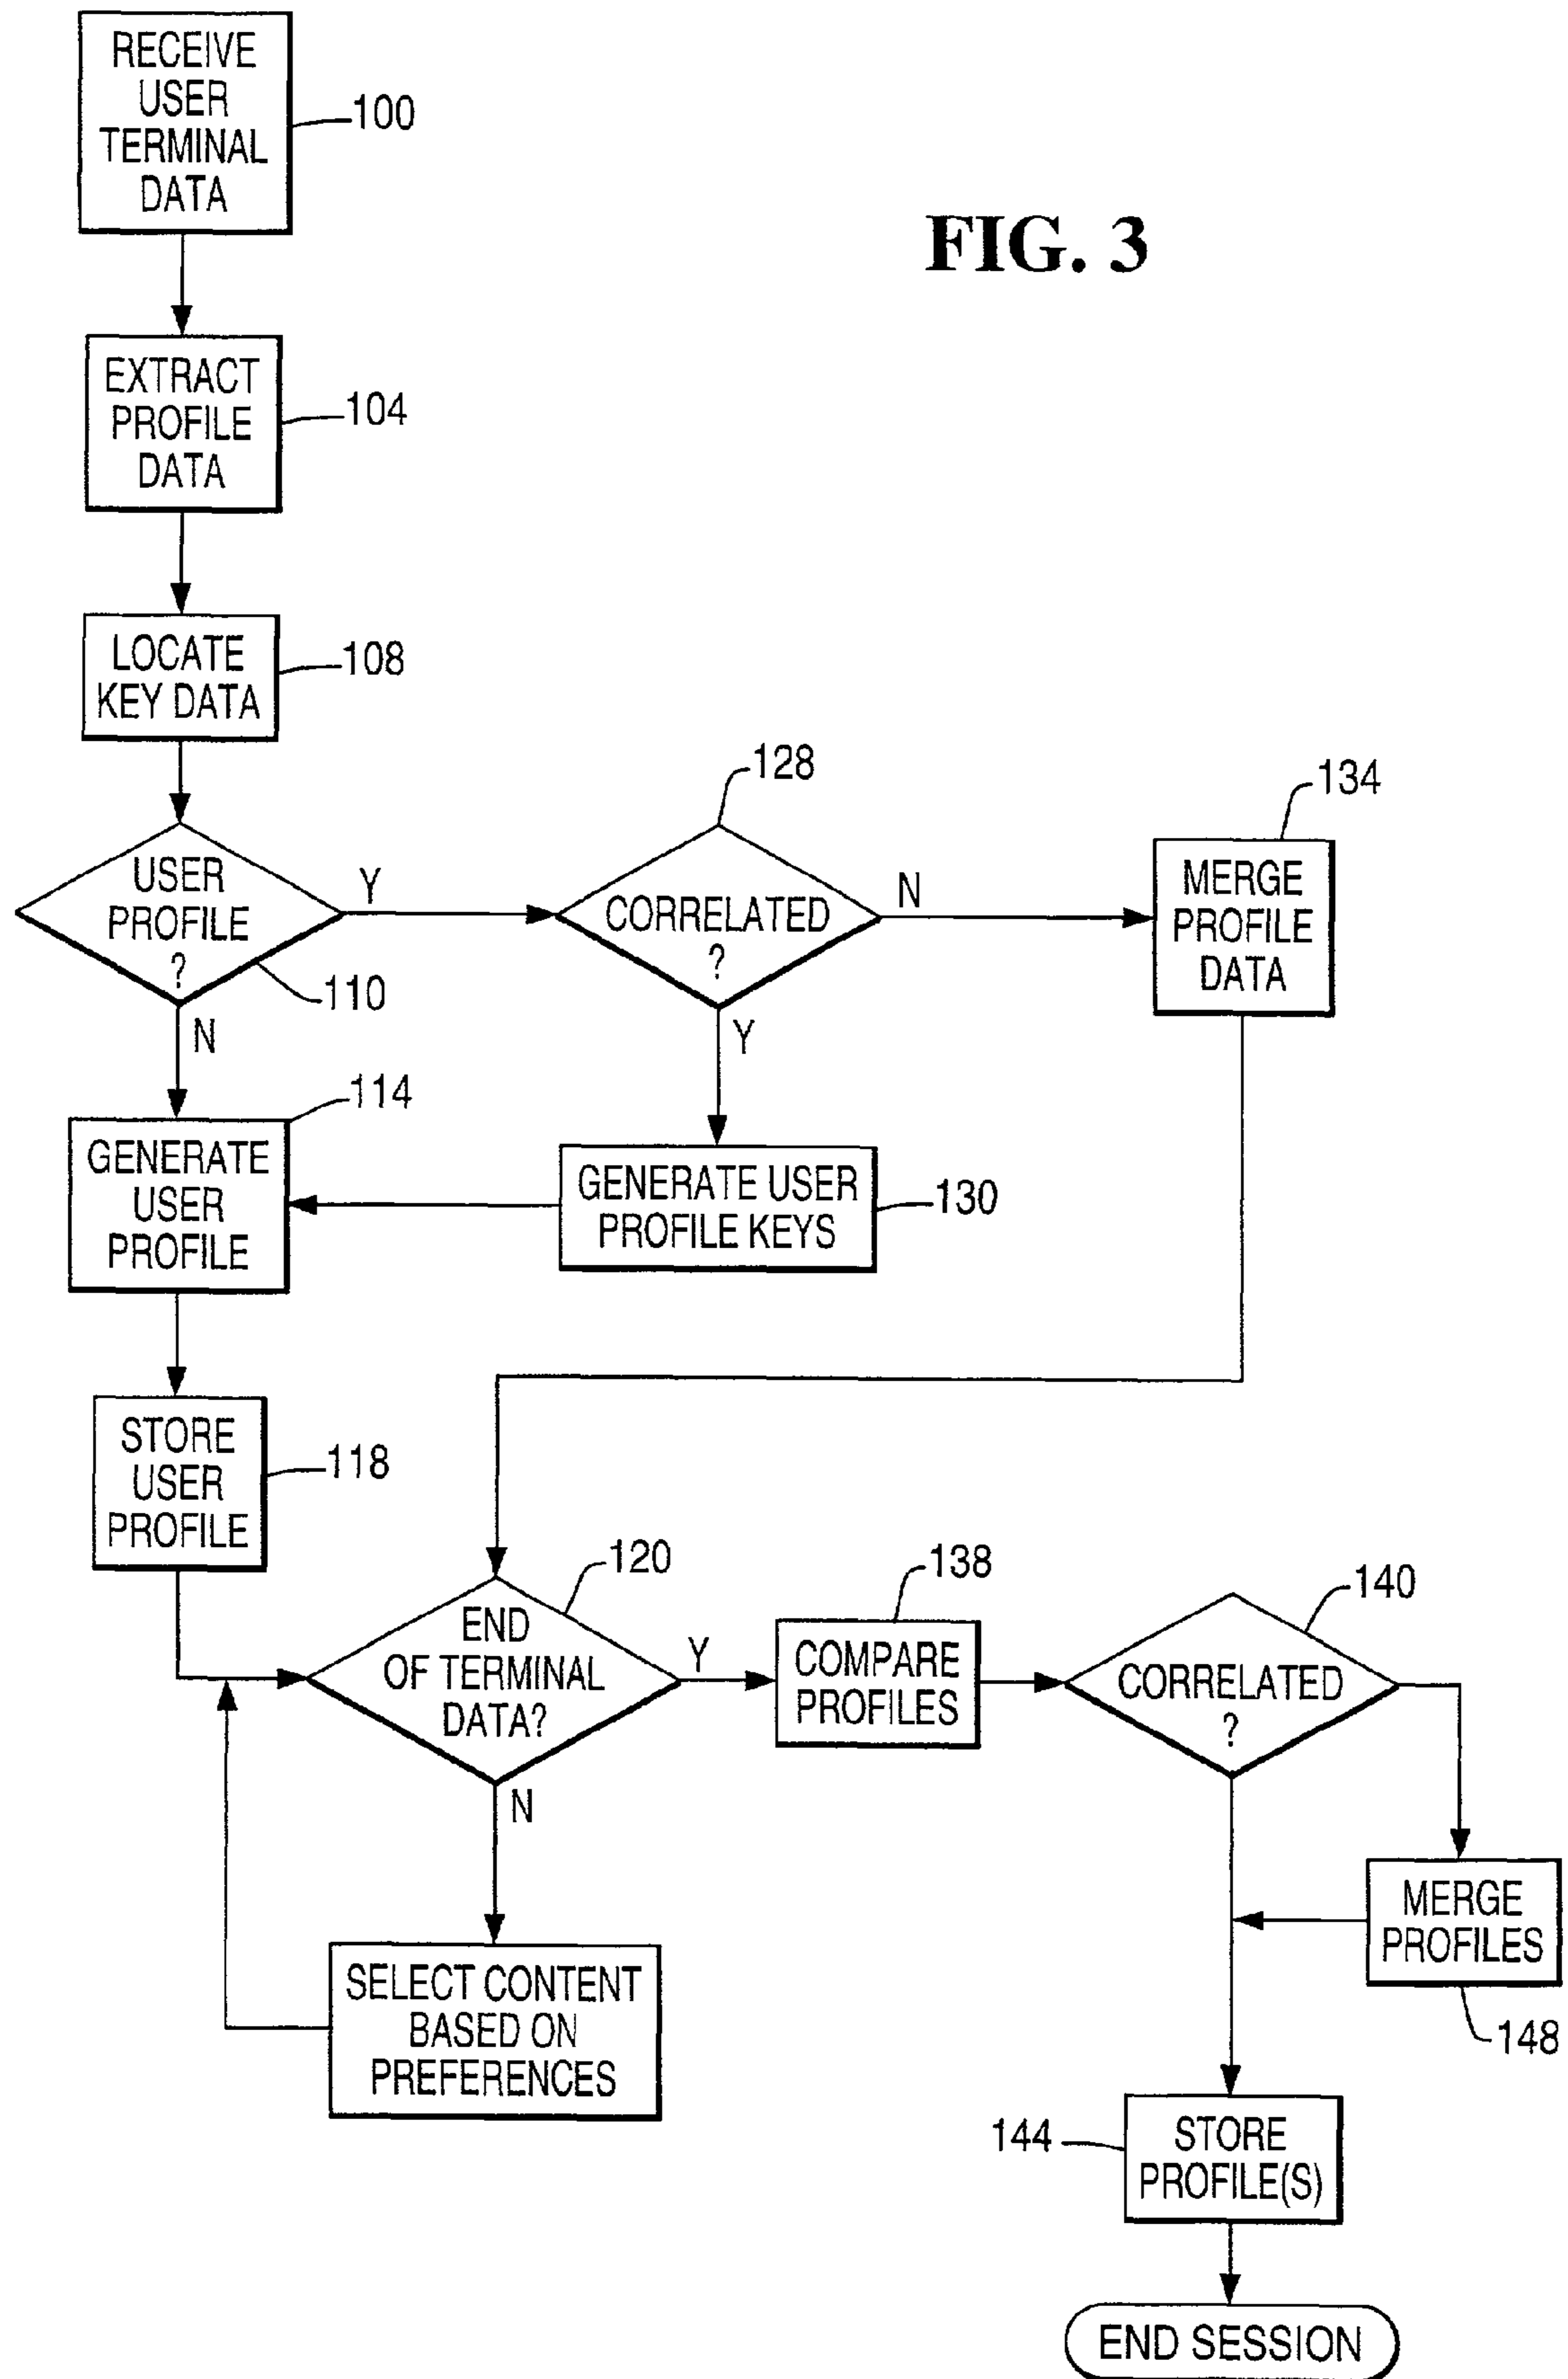 RECEIVE
USER
TERMINAL
DATA
100
FIG. 3
EXTRACT
PROFILE
DATA
104
LOCATE
KEY DATA
108
USER
PROFILE
?
110
Y
N
128
CORRELATED
?
N
Y
134
MERGE
PROFILE
DATA
114
GENERATE
USER
PROFILE
GENERATE USER
PROFILE KEYS
130
STORE
USER
PROFILE
118
120
END
OF TERMINAL
DATA?
Y
N
138
COMPARE
PROFILES
140
CORRELATED
?
MERGE
PROFILES
148
SELECT CONTENT
BASED ON
PREFERENCES
144
STORE
PROFILE(S)
END SESSION